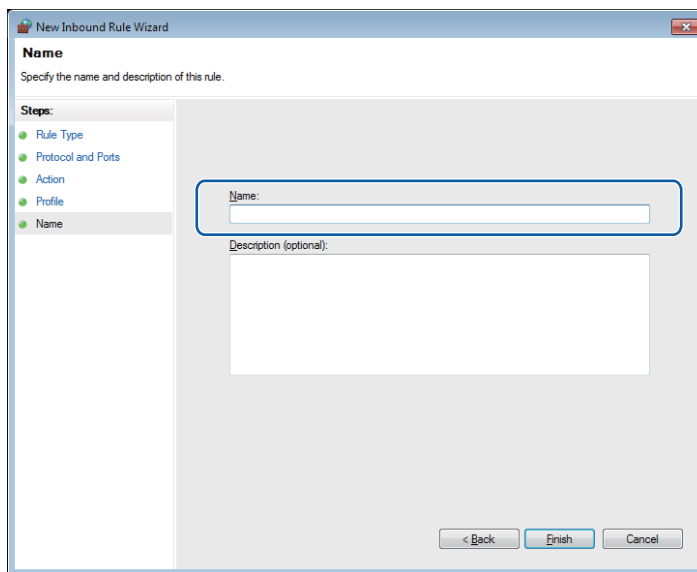 New Inbound Rule Wizard
Name
Specify the name and description of this rule.
Steps:
Rule Type
Protocol and Ports
Action
Profile
Name
Name:
Description (optional):
< Back
Finish
Cancel